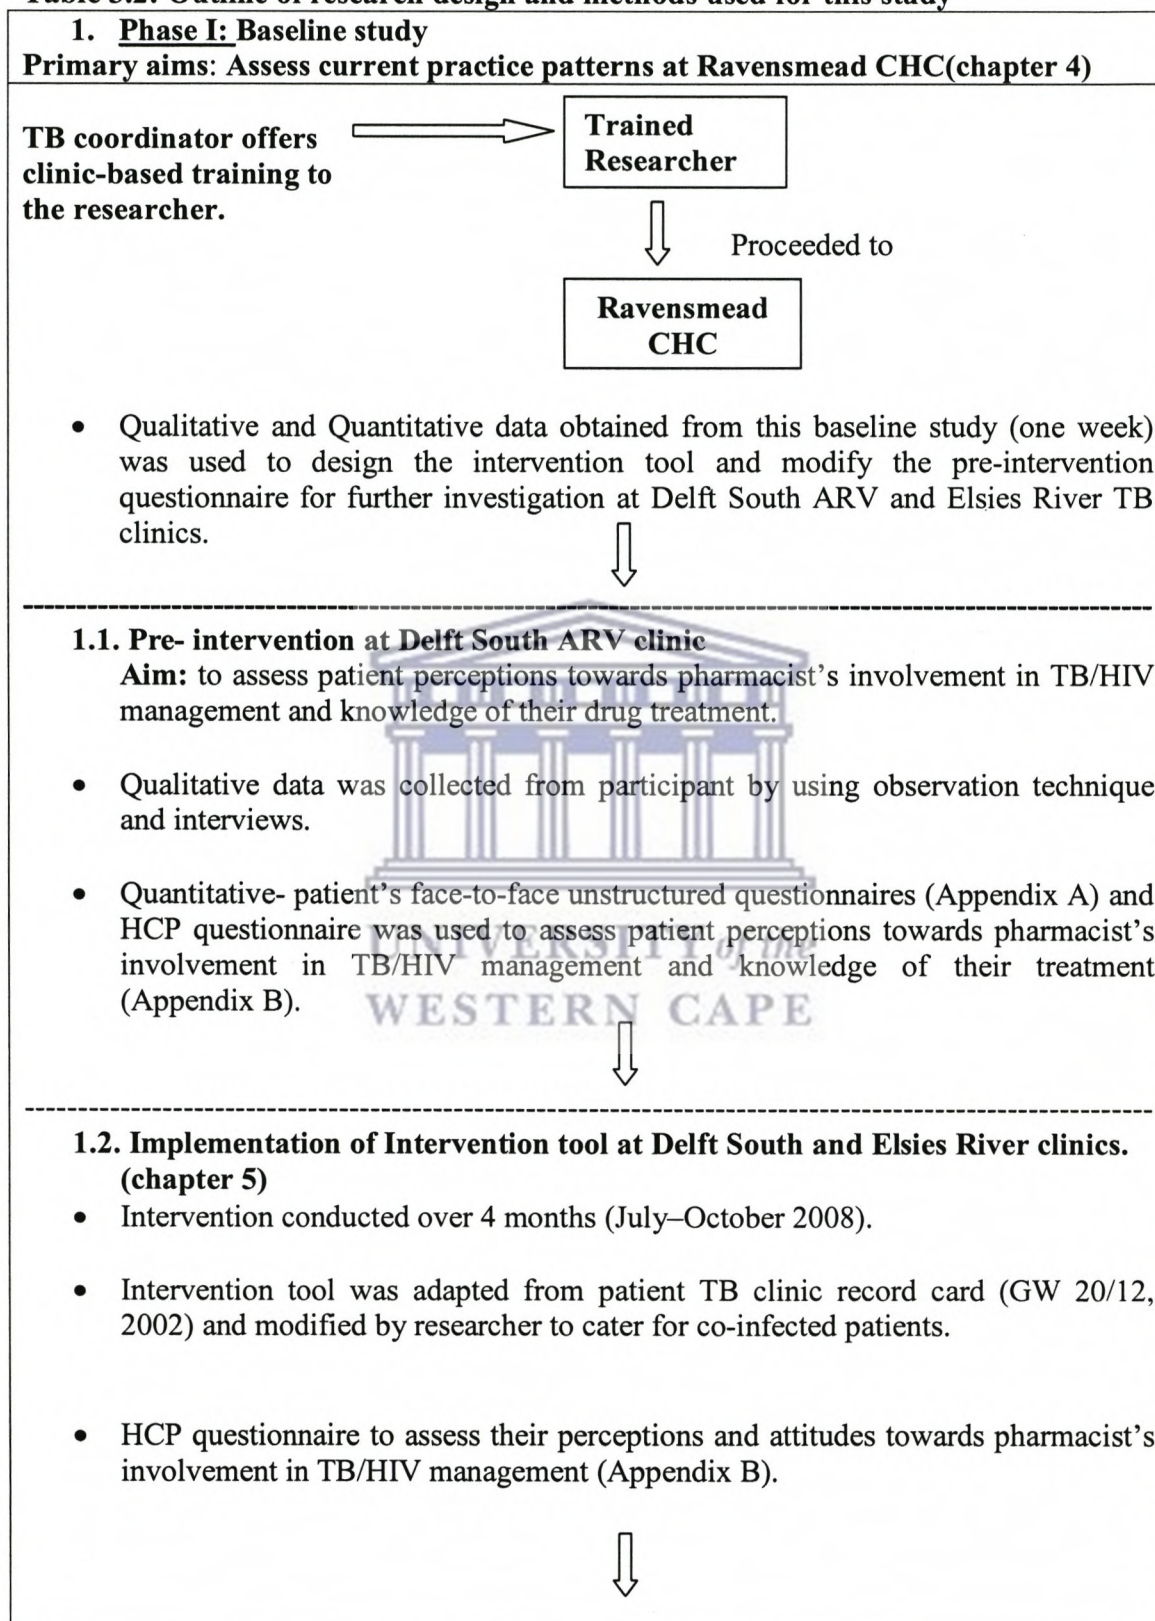 Table 3.2: Outline of research design and methods used for this study
1. Phase I: Baseline study
Primary aims: Assess current practice patterns at Ravensmead CHC(chapter 4)
TB coordinator offers
clinic-based training to
the researcher.
Trained
Researcher
Proceeded to
Ravensmead
CHC
• Qualitative and Quantitative data obtained from this baseline study (one week)
was used to design the intervention tool and modify the pre-intervention
questionnaire for further investigation at Delft South ARV and Elsies River TB
clinics.
1.1. Pre- intervention at Delft South ARV clinic
Aim: to assess patient perceptions towards pharmacist's involvement in TB/HIV
management and knowledge of their drug treatment.
• Qualitative data was collected from participant by using observation technique
and interviews.
• Quantitative- patient's face-to-face unstructured questionnaires (Appendix A) and
HCP questionnaire was used to assess patient perceptions towards pharmacist's
UNIVERSITY of the
involvement in TB/HIV management and knowledge of their treatment
(Appendix B).
WESTERN CAPE
1.2. Implementation of Intervention tool at Delft South and Elsies River clinics.
(chapter 5)
• Intervention conducted over 4 months (July–October 2008).
• Intervention tool was adapted from patient TB clinic record card (GW 20/12,
2002) and modified by researcher to cater for co-infected patients.
• HCP questionnaire to assess their perceptions and attitudes towards pharmacist's
involvement in TB/HIV management (Appendix B).